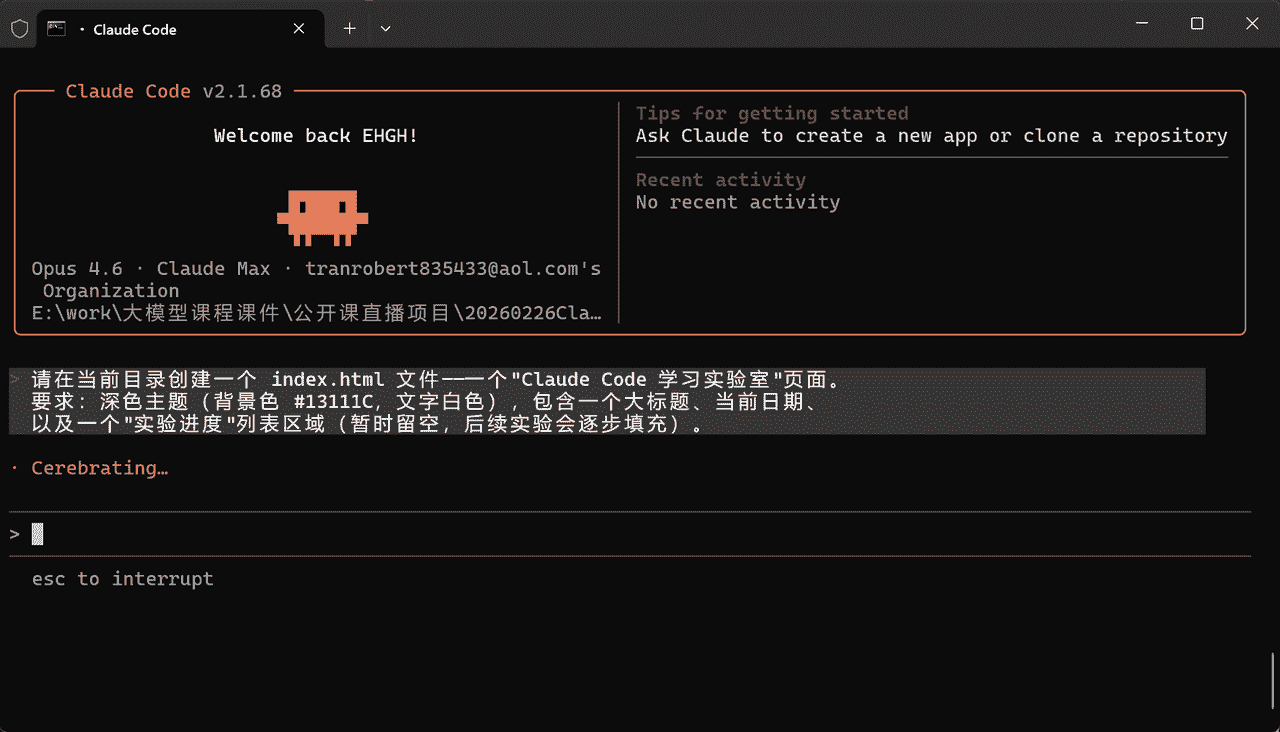 Claude Code
Claude Code v2.1.68
Welcome back EHGH!
Opus 4.6 · Claude Max · tranrobert835433@aol.com's
Organization
E:\work\大模型课程课件\公开课直播项目\20260226Cla…
Tips for getting started
Ask Claude to create a new app or clone a repository
Recent activity
No recent activity
> 请在当前目录创建一个 index.html 文件——一个"Claude Code 学习实验室"页面。
要求：深色主题（背景色 #13111C，文字白色），包含一个大标题、当前日期、
以及一个"实验进度"列表区域（暂时留空，后续实验会逐步填充）。
· Cerebrating…
>
esc to interrupt